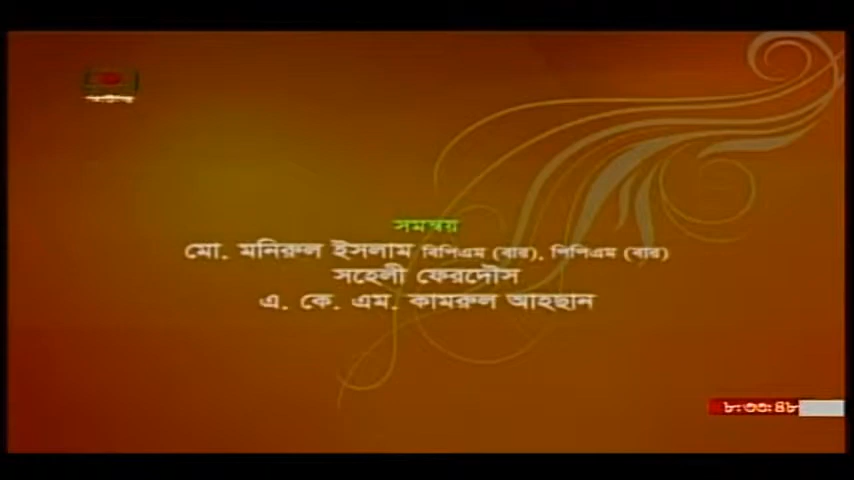 সমন্বয়
মো. মনিরুল ইসলাম বিপিএম (বার), পিপিএম (বার)
সহেলী ফেরদৌস
এ. কে. এম. কামরুল আহছান
৮:৩৩:৪৮